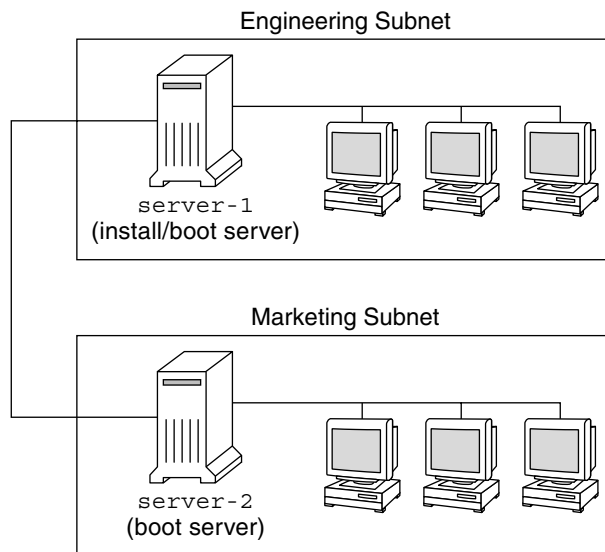 Engineering Subnet
server-1
(install/boot server)
Marketing Subnet
server-2
(boot server)